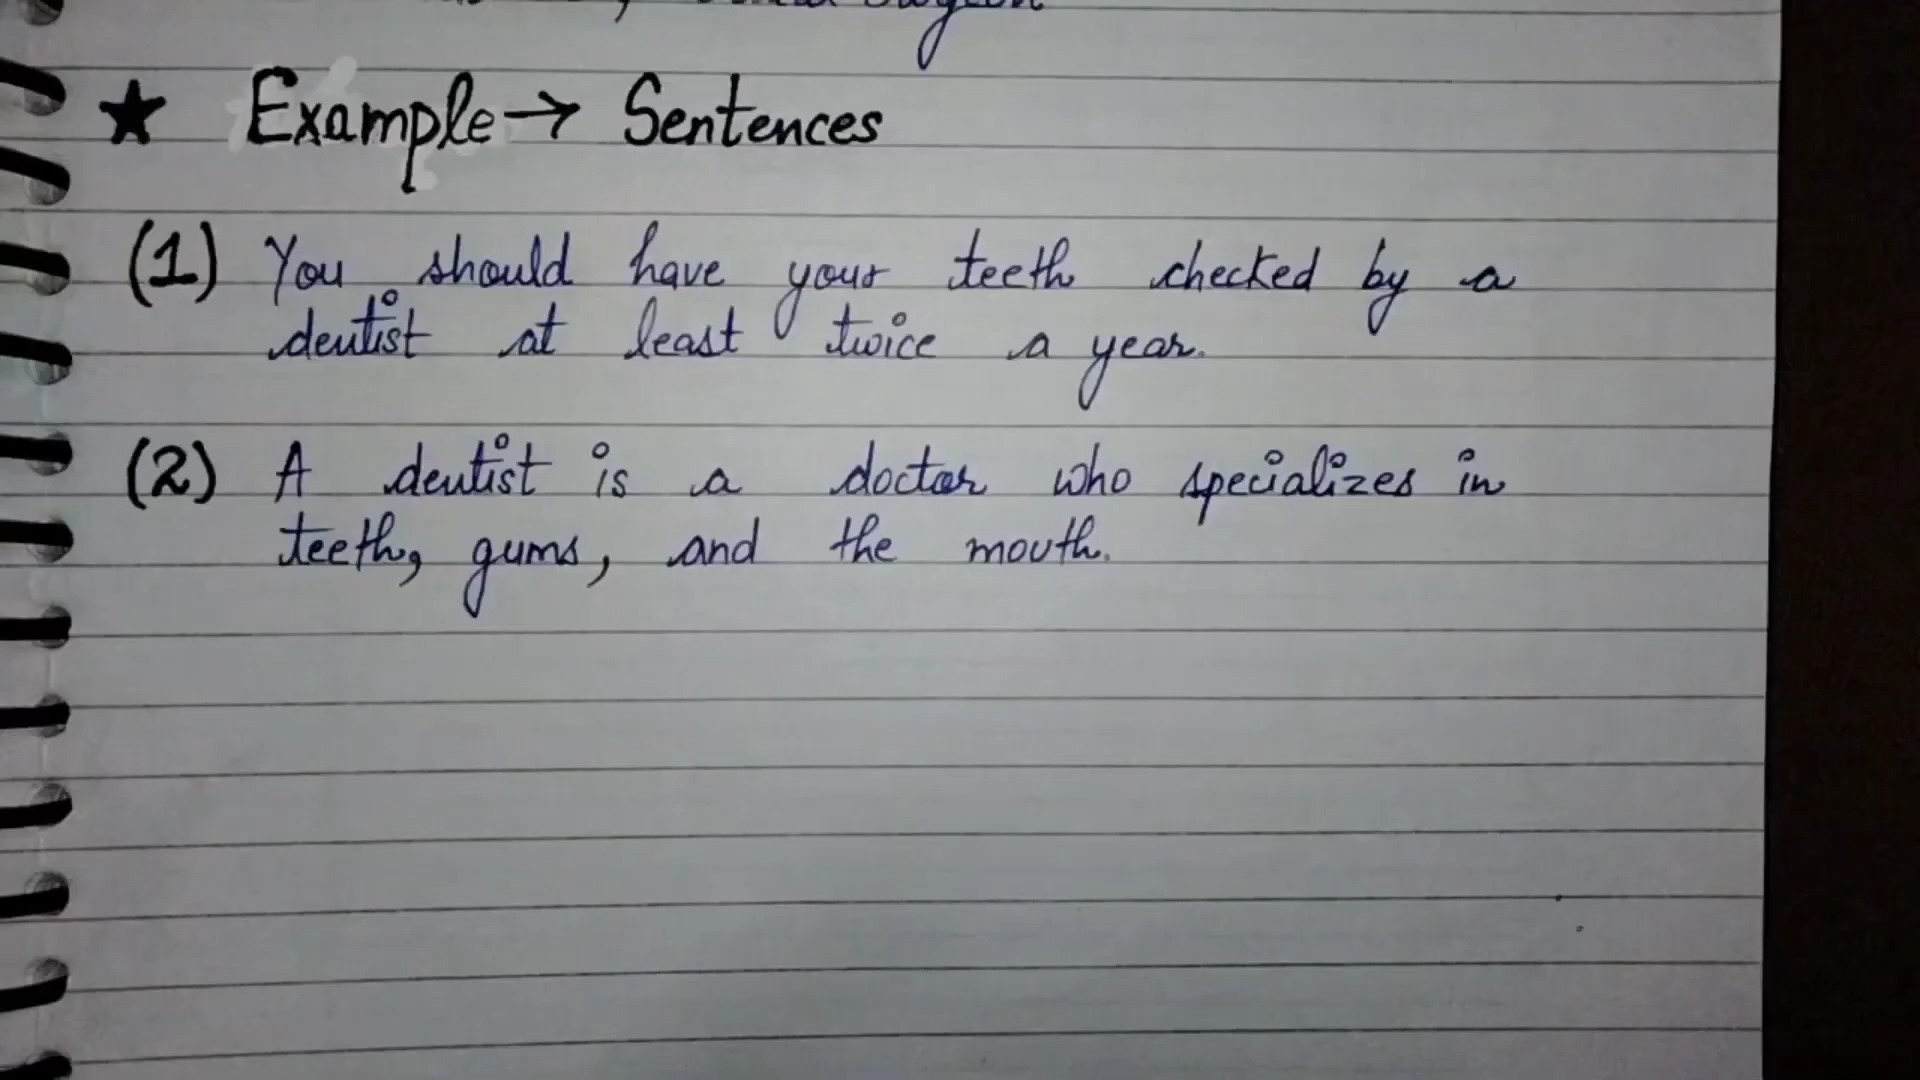 ★ Example → Sentences
(1) You should have your teeth checked by a
dentist at least twice a year.
(2) A dentist is a doctor who specializes in
teeth, gums, and the mouth.